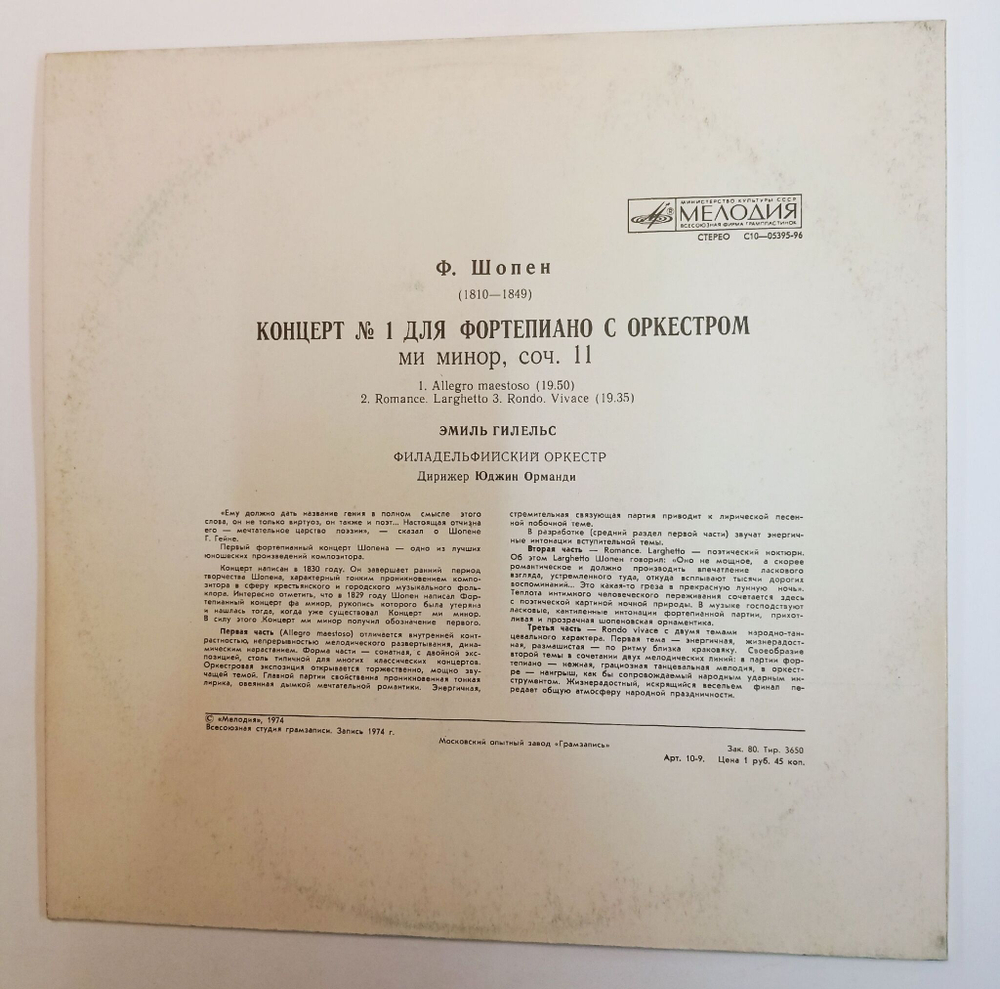 МИНИСТЕРСТВО КУЛЬТУРЫ СССР
МЕЛОДИЯ
ВСЕСОЮЗНАЯ ФИРМА ГРАМПЛАСТИНОК
СТЕРЕО С10—05395-96
Ф. Шопен
(1810—1849)
КОНЦЕРТ № 1 ДЛЯ ФОРТЕПИАНО С ОРКЕСТРОМ
МИ МИНОР, СОЧ. 11
1. Allegro maestoso (19.50)
2. Romance. Larghetto 3. Rondo. Vivace (19.35)
ЭМИЛЬ ГИЛЕЛЬС
ФИЛАДЕЛЬФИЙСКИЙ ОРКЕСТР
Дирижер Юджин Орманди
«Ему должно дать название гения в полном смысле этого
слова, он не только виртуоз, он также и поэт... Настоящая отчизна
его — мечтательное царство поэзии», — сказал о Шопене
Г. Гейне.
Первый фортепианный концерт Шопена — одно из лучших
юношеских произведений композитора.
Концерт написан в 1830 году. Он завершает ранний период
творчества Шопена, характерный тонким проникновением компо-
зитора в сферу крестьянского и городского музыкального фоль-
клора. Интересно отметить, что в 1829 году Шопен написал Фор-
тепианный концерт фа минор, рукопись которого была утеряна
и нашлась тогда, когда уже существовал Концерт ми минор.
В силу этого Концерт ми минор получил обозначение первого.
Первая часть (Allegro maestoso) отличается внутренней конт-
растностью, непрерывностью мелодического развертывания, дина-
мическим нарастанием. Форма части — сонатная, с двойной экс-
позицией, столь типичной для многих классических концертов.
Оркестровая экспозиция открывается торжественно, мощно зву-
чащей темой. Главной партии свойственна проникновенная тонкая
лирика, овеянная дымкой мечтательной романтики. Энергичная,
стремительная связующая партия приводит к лирической песен-
ной побочной теме.
В разработке (средний раздел первой части) звучат энергич-
ные интонации вступительной темы.
Вторая часть — Romance. Larghetto — поэтический ноктюрн.
Об этом Larghetto Шопен говорил: «Оно не мощное, а скорее
романтическое и должно производить впечатление ласкового
взгляда, устремленного туда, откуда всплывают тысячи дорогих
воспоминаний... Это какая-то греза в прекрасную лунную ночь».
Теплота интимного человеческого переживания сочетается здесь
с поэтической картиной ночной природы. В музыке господствуют
ласковые, кантиленные интонации фортепианной партии, прихот-
ливая и прозрачная шопеновская орнаментика.
Третья часть — Rondo vivace с двумя темами народно-тан-
цевального характера. Первая тема — энергичная, жизнерадост-
ная, размашистая — по ритму близка краковяку. Своеобразие
второй темы в сочетании двух мелодических линий: в партии фор-
тепиано — нежная, грациозная танцевальная мелодия, в оркест-
ре — наигрыш, как бы сопровождаемый народным ударным ин-
струментом. Жизнерадостный, искрящийся весельем финал пе-
редает общую атмосферу народной праздничности.
© «Мелодия», 1974
Всесоюзная студия грамзаписи. Запись 1974 г.
Московский опытный завод «Грамзапись»
Зак. 80. Тир. 3650
Арт. 10-9. Цена 1 руб. 45 коп.